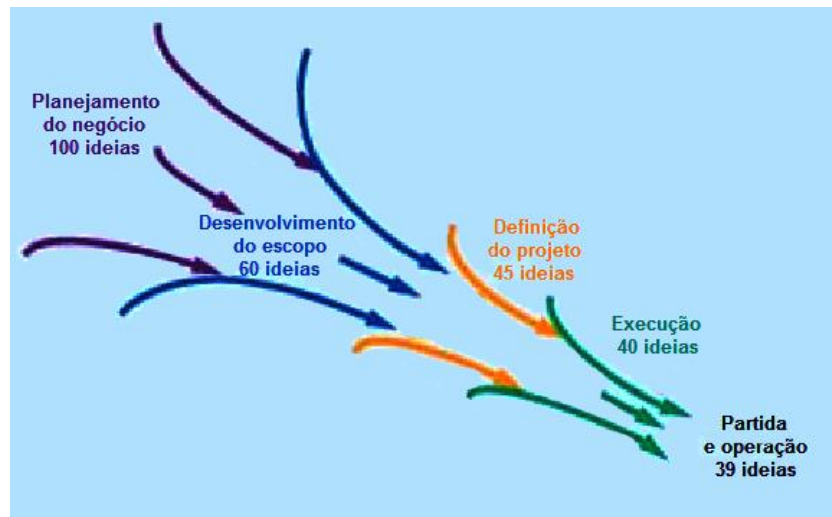 Planejamento
do negócio
100 ideias
Desenvolvimento
do escopo
60 ideias
Definição
do projeto
45 ideias
Execução
40 ideias
Partida
e operação
39 ideias